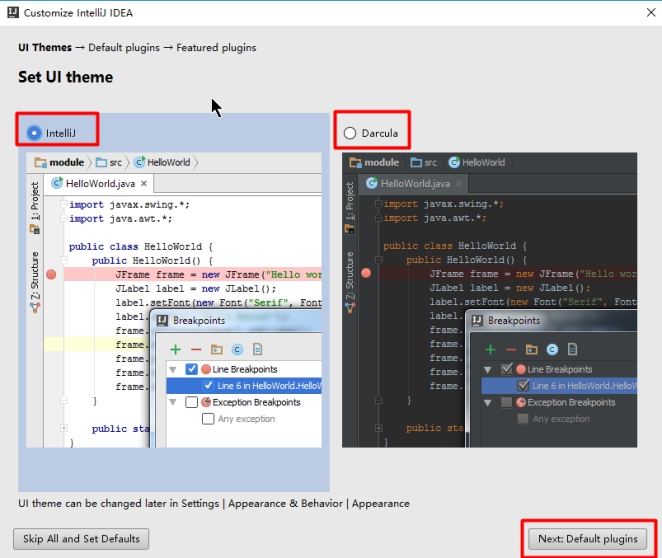 Customize IntelliJ IDEA
UI Themes → Default plugins → Featured plugins
Set UI theme
IntelliJ
Darcula
module
src
HelloWorld
HelloWorld.java ×
1: Project
Z: Structure
import javax.swing.*;
import java.awt.*;
public class HelloWorld {
public HelloWorld() {
JFrame frame = new JFrame("Hello wor
JLabel label = new JLabel();
label.setFont(new Font("Serif", Font
label.
frame.
frame.
frame.
frame.
}
public sta
}
Breakpoints
Line Breakpoints
Line 6 in HelloWorld.HelloW
Exception Breakpoints
Any exception
module
src
HelloWorld
HelloWorld.java ×
1: Project
Z: Structure
import javax.swing.*;
import java.awt.*;
public class HelloWorld {
public HelloWorld() {
JFrame frame = new JFrame("Hello wor
JLabel label = new JLabel();
label.setFont(new Font("Serif", Font
label.
frame.
frame.
frame.
frame.
}
public sta
}
Breakpoints
Line Breakpoints
Line 6 in HelloWorld.HelloW
Exception Breakpoints
Any exception
UI theme can be changed later in Settings | Appearance & Behavior | Appearance
Skip All and Set Defaults
Next: Default plugins